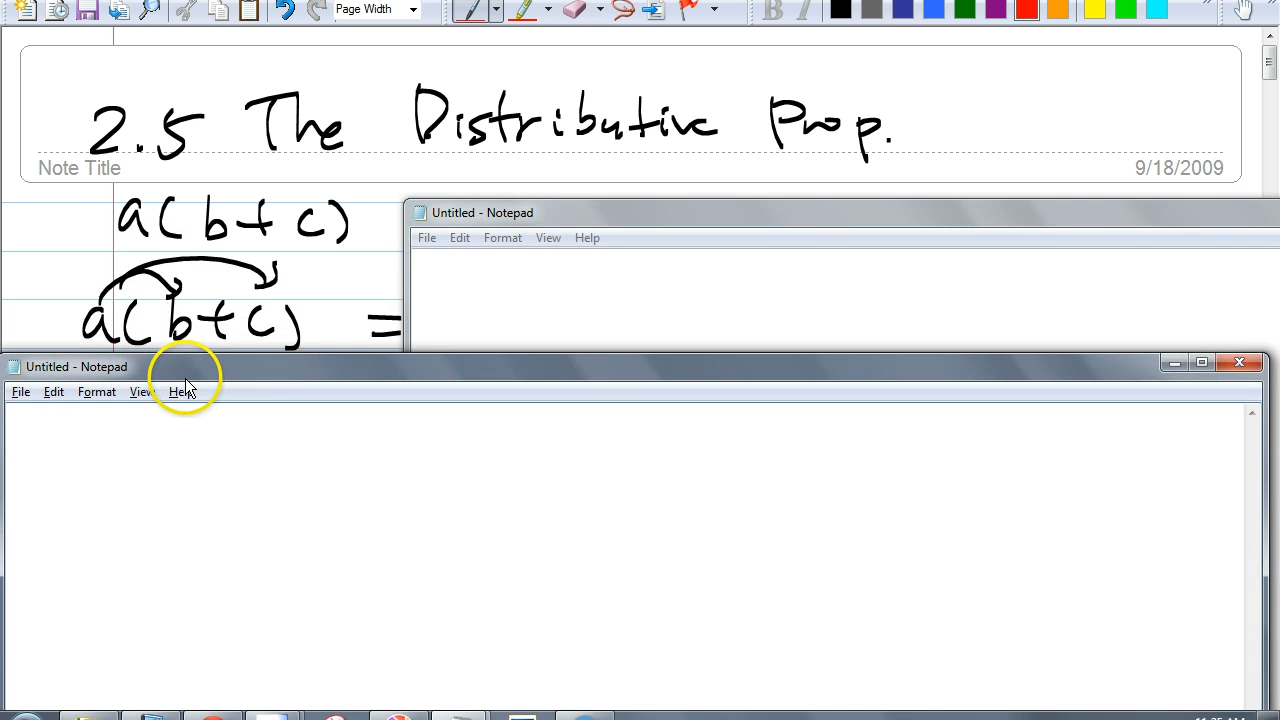 Page Width
B I
2.5 The Distributive Prop.
Note Title 9/18/2009
a(b+c)
a(b+c) =
Untitled - Notepad
File Edit Format View Help
Untitled - Notepad
File Edit Format View Help